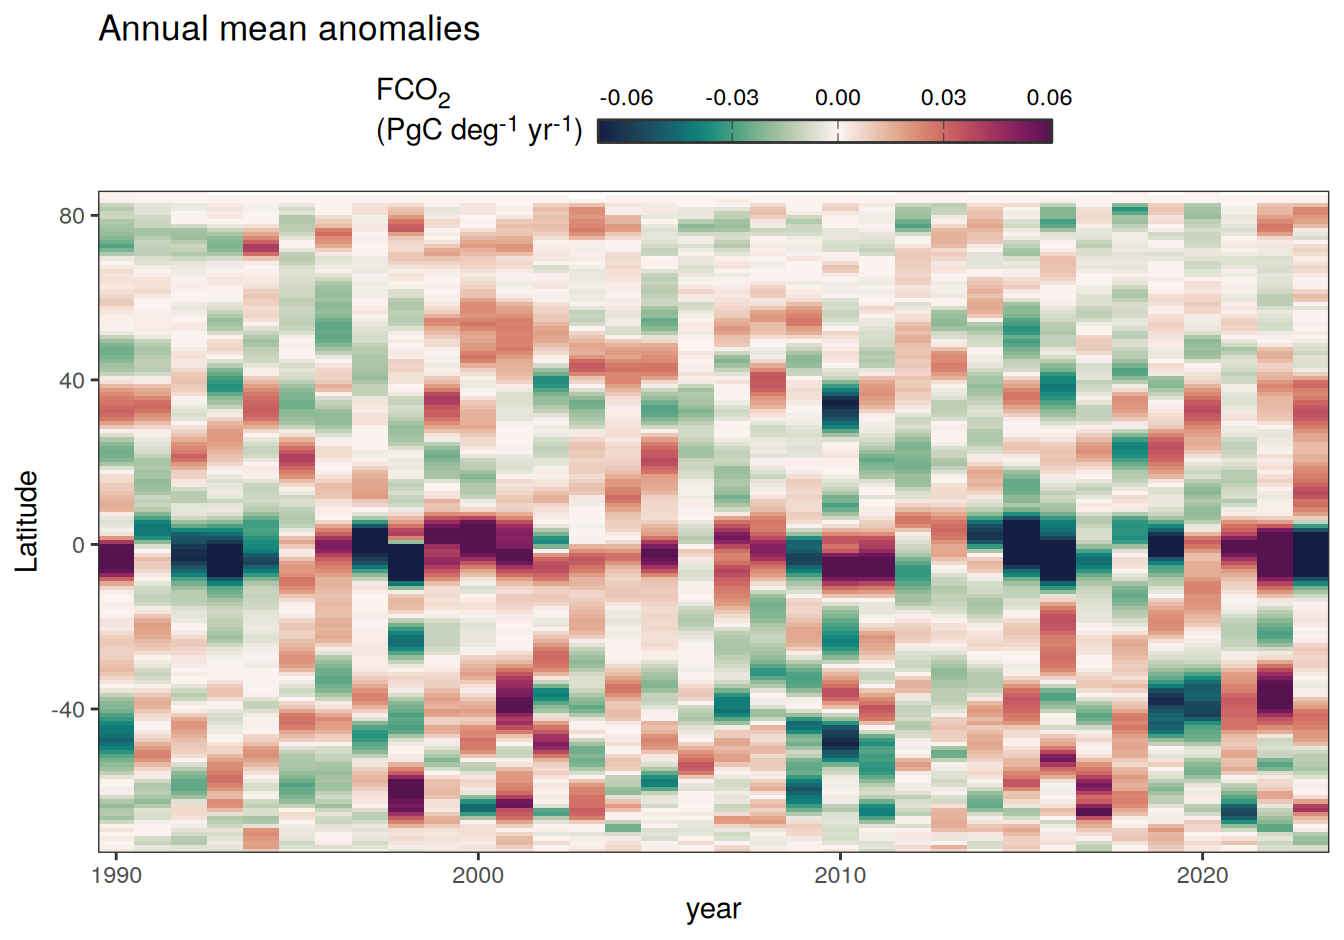 Annual mean anomalies
FCO₂
(PgC deg⁻¹ yr⁻¹)
-0.06 -0.03 0.00 0.03 0.06
Latitude
80
40
0
-40
1990 2000 2010 2020
year